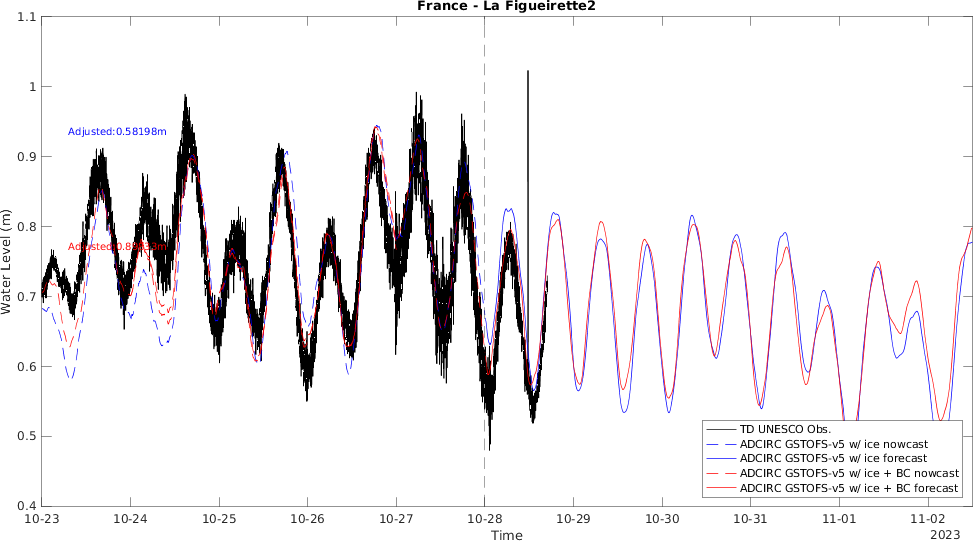 France - La Figueirette2
Water Level (m)
1.1
1
0.9
0.8
0.7
0.6
0.5
0.4
Adjusted:0.58198m
TD UNESCO Obs.
ADCIRC GSTOFS-v5 w/ ice nowcast
ADCIRC GSTOFS-v5 w/ ice forecast
ADCIRC GSTOFS-v5 w/ ice + BC nowcast
ADCIRC GSTOFS-v5 w/ ice + BC forecast
10-23 10-24 10-25 10-26 10-27 10-28 10-29 10-30 10-31 11-01 11-02
2023
Time